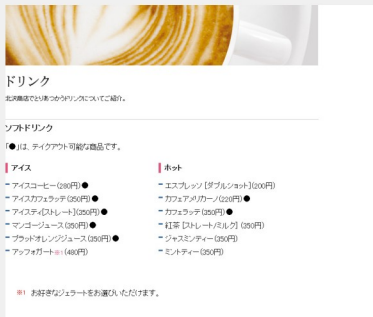 ドリンク
北沢商店でとりあつかうドリンクについてご紹介。
ソフトドリンク
「●」は、テイクアウト可能な商品です。
アイス
アイスコーヒー(280円)●
アイスカフェラッテ(350円)●
アイスティ[ストレート](350円)●
マンゴージュース(350円)●
ブラッドオレンジジュース(350円)●
アッフォガート※1(480円)
ホット
エスプレッソ [ダブルショット](200円)
カフェアメリカーノ(220円)●
カフェラッテ(350円)●
紅茶 [ストレート/ミルク] (350円)
ジャスミンティー(350円)
ミントティー(350円)
※1 お好きなジェラートをお選びいただけます。